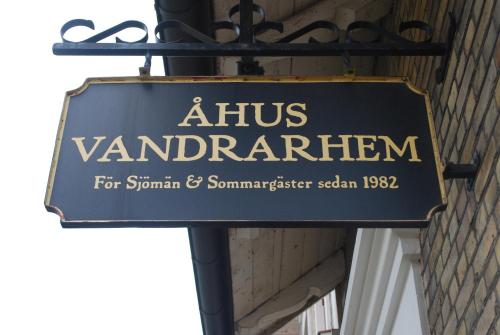 ÅHUS
VANDRARHEM
För Sjömän & Sommargäster sedan 1982